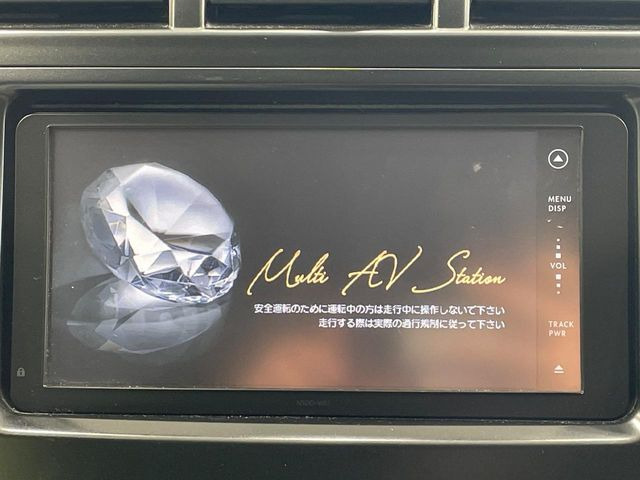 MENU
DISP
VOL
Multi AV Station
安全運転のために運転中の方は走行中に操作しないで下さい
走行する際は実際の通行規制に従って下さい
TRACK
PWR